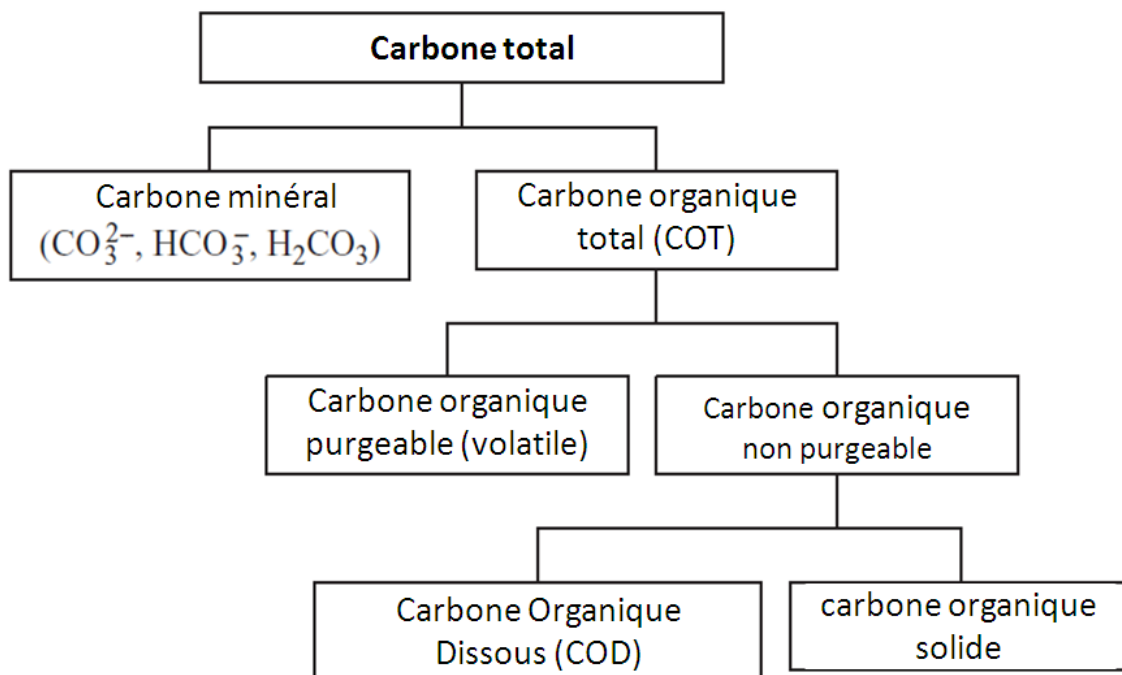 Carbone total
Carbone minéral
(CO₃²⁻, HCO₃⁻, H₂CO₃)
Carbone organique
total (COT)
Carbone organique
purgeable (volatile)
Carbone organique
non purgeable
Carbone Organique
Dissous (COD)
carbone organique
solide